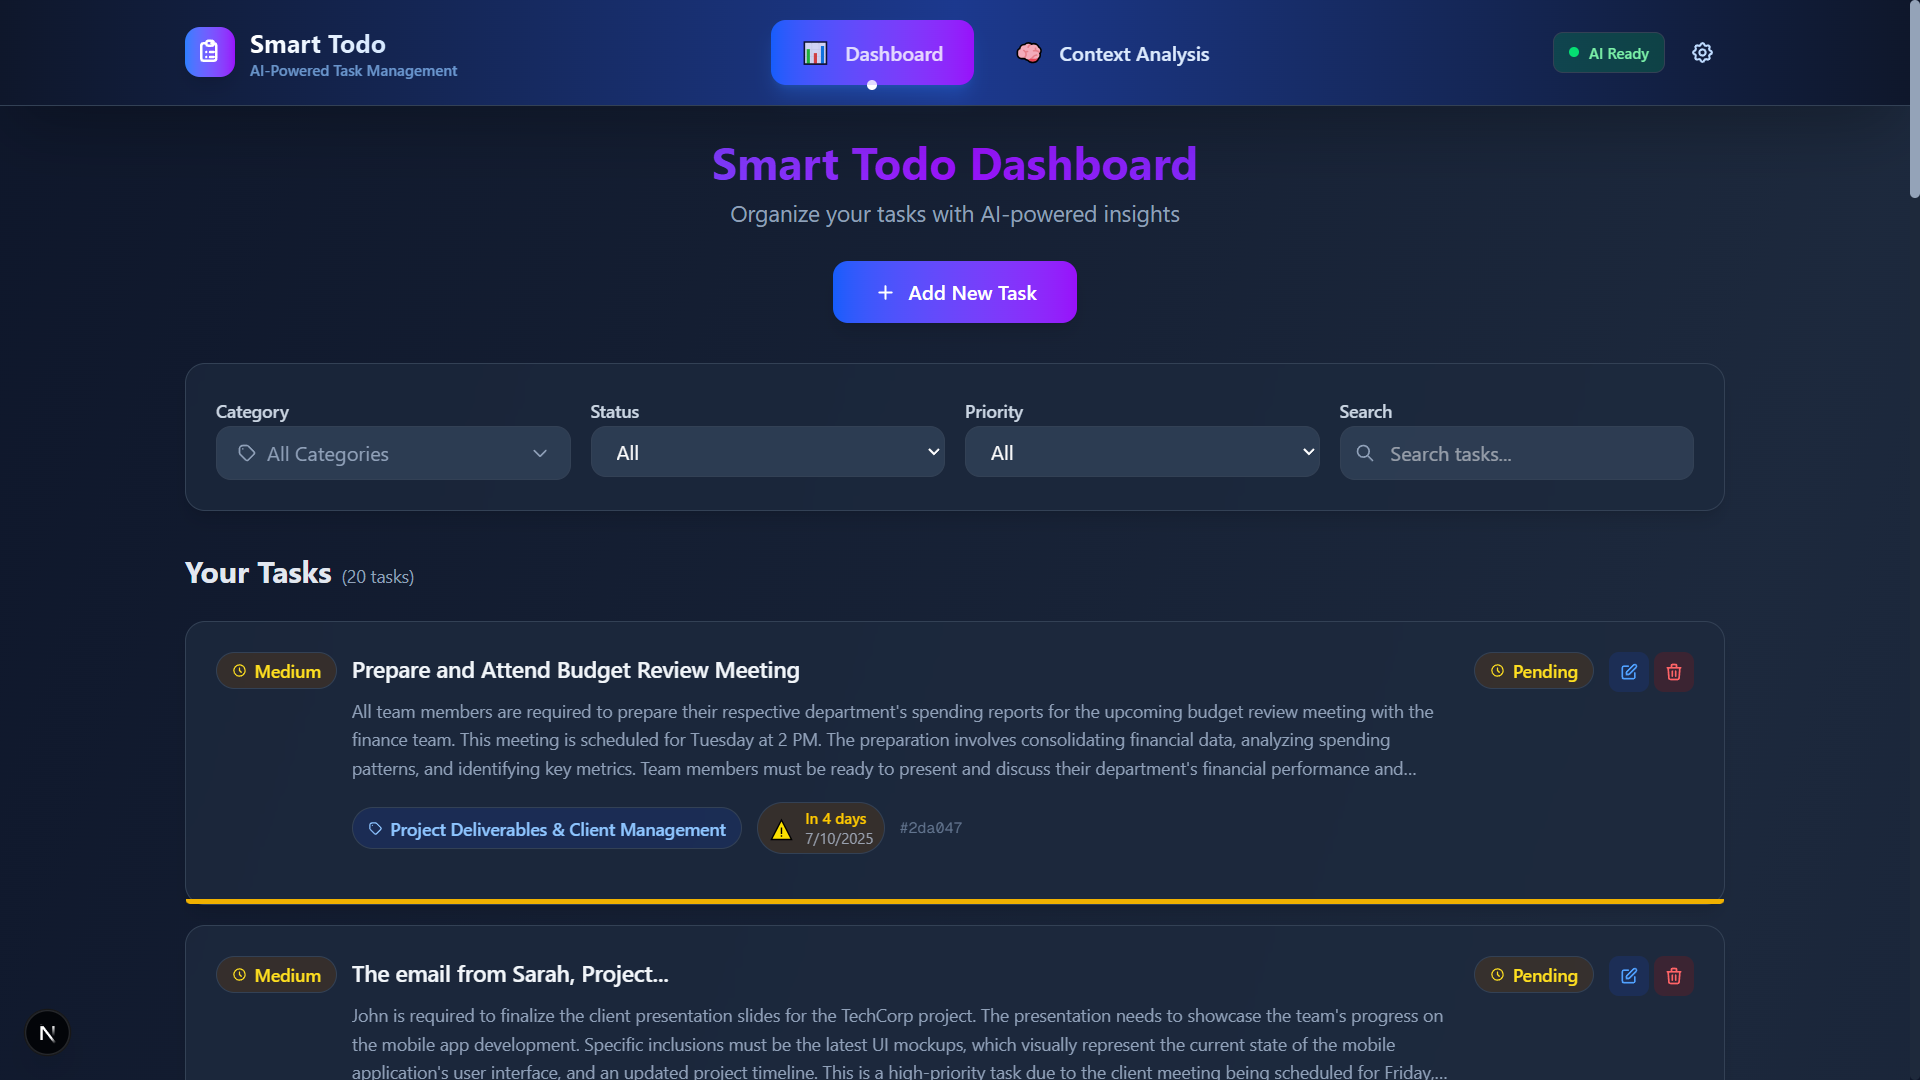 Smart Todo
AI-Powered Task Management
Dashboard
Context Analysis
AI Ready
Smart Todo Dashboard
Organize your tasks with AI-powered insights
+ Add New Task
Category
Status
Priority
Search
All Categories
All
All
Search tasks...
Your Tasks (20 tasks)
Medium
Prepare and Attend Budget Review Meeting
Pending
All team members are required to prepare their respective department's spending reports for the upcoming budget review meeting with the
finance team. This meeting is scheduled for Tuesday at 2 PM. The preparation involves consolidating financial data, analyzing spending
patterns, and identifying key metrics. Team members must be ready to present and discuss their department's financial performance and...
Project Deliverables & Client Management
In 4 days
7/10/2025
#2da047
Medium
The email from Sarah, Project...
Pending
John is required to finalize the client presentation slides for the TechCorp project. The presentation needs to showcase the team's progress on
the mobile app development. Specific inclusions must be the latest UI mockups, which visually represent the current state of the mobile
application's user interface, and an updated project timeline. This is a high-priority task due to the client meeting being scheduled for Friday,...
N